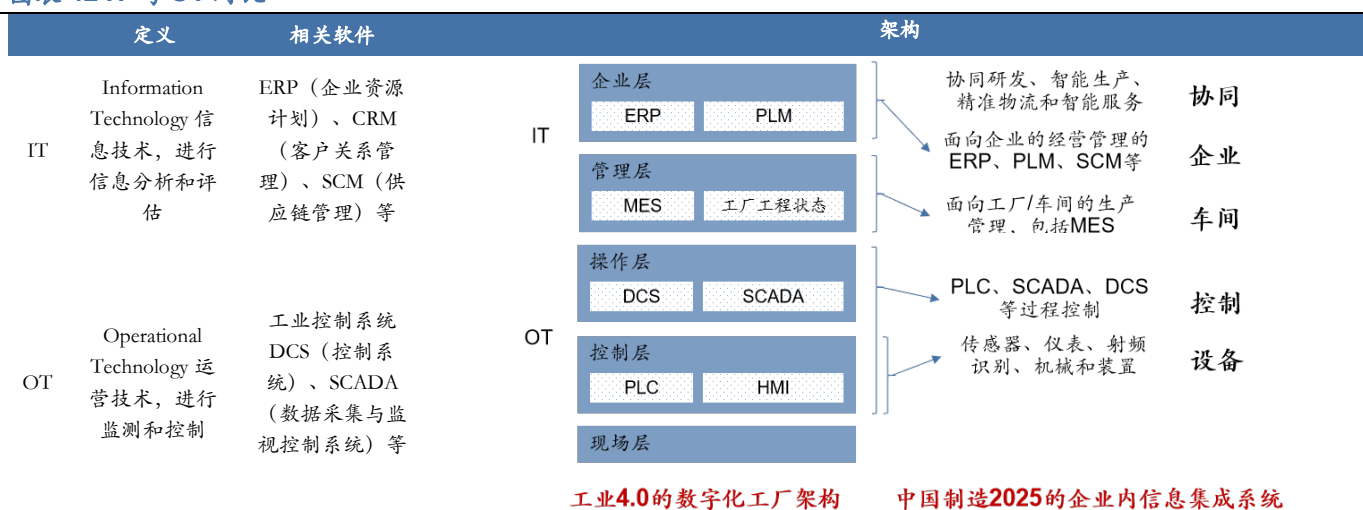 定义
相关软件
架构
IT
Information
Technology 信
息技术，进行
信息分析和评
估
ERP（企业资源
计划）、CRM
（客户关系管
理）、SCM（供
应链管理）等
IT
企业层
ERP
PLM
管理层
MES
工厂工程状态
协同研发、智能生产、
精准物流和智能服务
协同
面向企业的经营管理的
ERP、PLM、SCM等
企业
面向工厂/车间的生产
管理、包括MES
车间
OT
Operational
Technology 运
营技术，进行
监测和控制
工业控制系统
DCS（控制系
统）、SCADA
（数据采集与监
视控制系统）等
OT
操作层
DCS
SCADA
控制层
PLC
HMI
现场层
PLC、SCADA、DCS
等过程控制
控制
传感器、仪表、射频
识别、机械和装置
设备
工业4.0的数字化工厂架构
中国制造2025的企业内信息集成系统